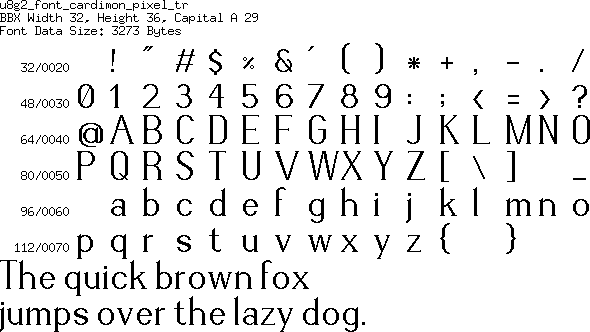 u8g2_font_cardimon_pixel_tr
BBX Width 32, Height 36, Capital A 29
Font Data Size: 3273 Bytes
32/0020 ! ˝ # $ % & ´ ( ) * + , - . /
48/0030 0 1 2 3 4 5 6 7 8 9 : ; < = > ?
64/0040 @ A B C D E F G H I J K L M N O
80/0050 P Q R S T U V W X Y Z [ \ ] _
96/0060 a b c d e f g h i j k l m n o
112/0070 p q r s t u v w x y z { }
The quick brown fox
jumps over the lazy dog.